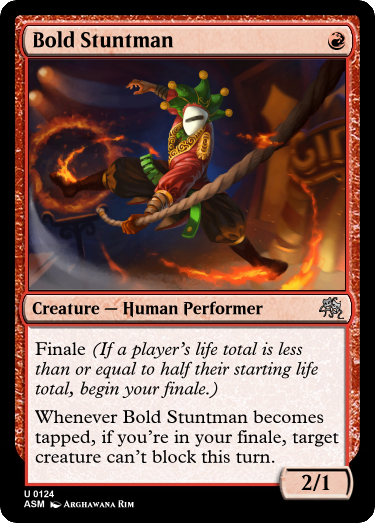 Bold Stuntman
Creature — Human Performer
Finale (If a player's life total is less
than or equal to half their starting life
total, begin your finale.)
Whenever Bold Stuntman becomes
tapped, if you're in your finale, target
creature can't block this turn.
2/1
U 0124
ASM Arghawana Rim